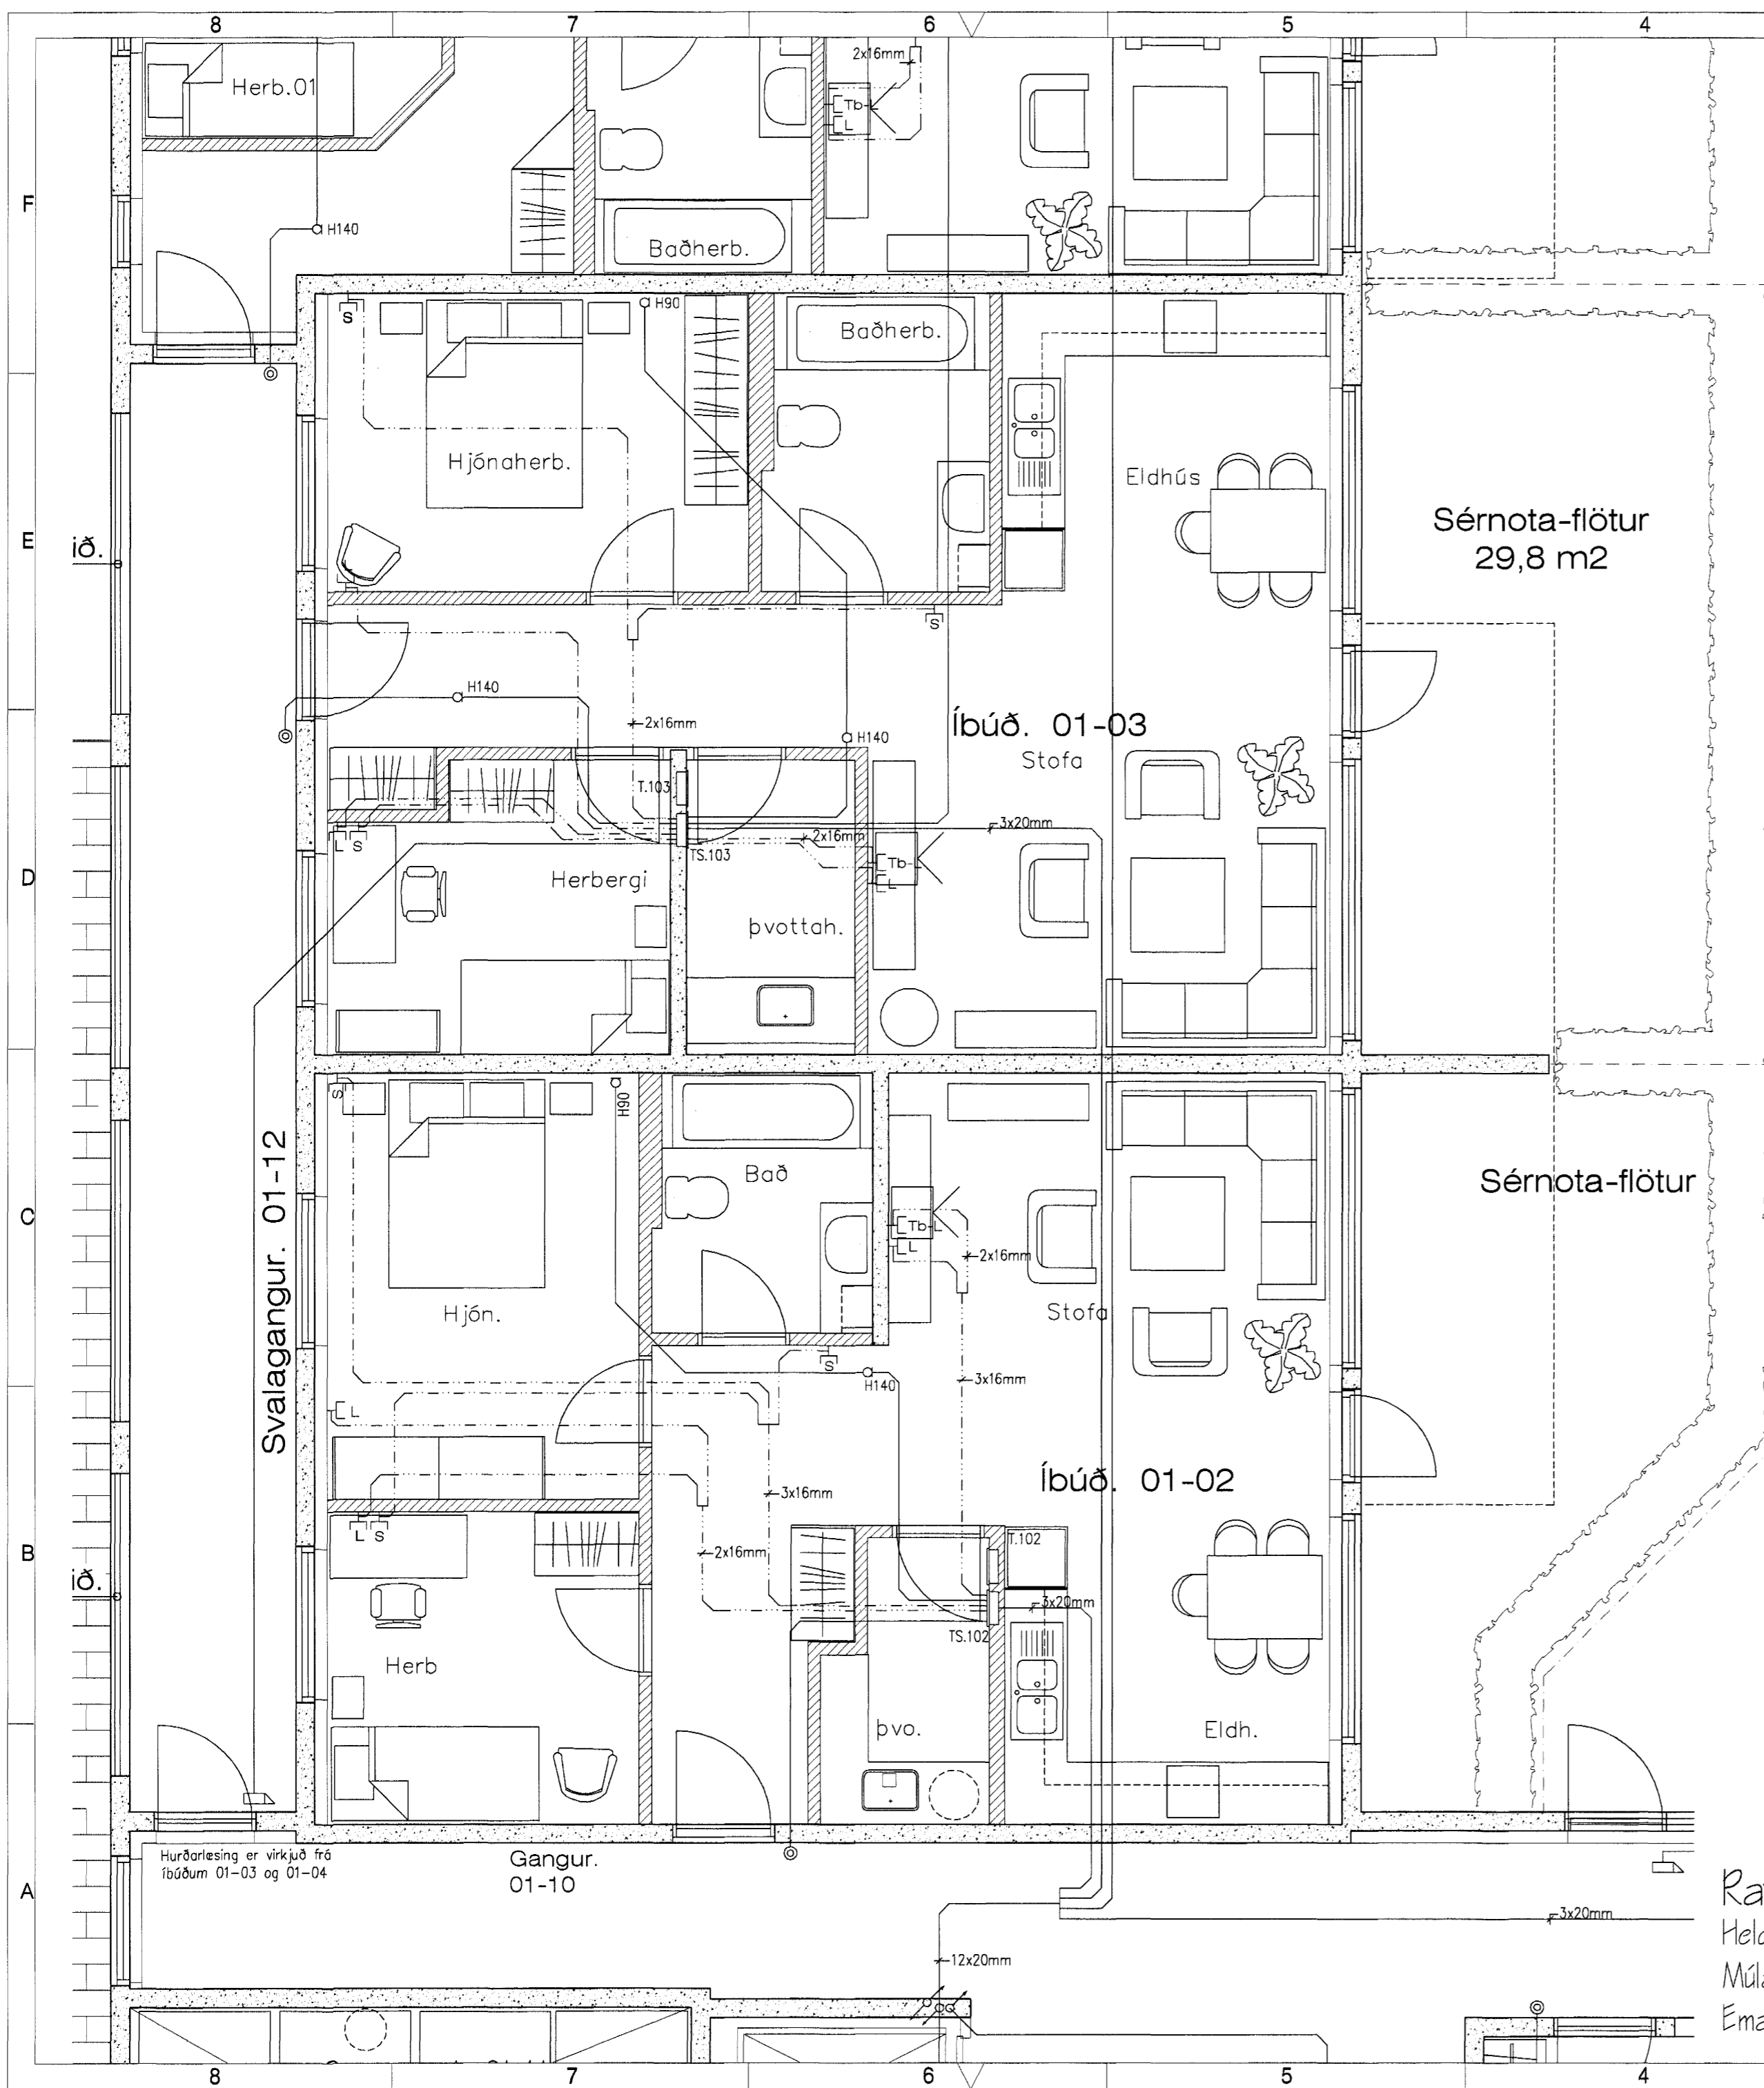 8 7 6 5 4
F
Herb.01
2x16mm
Tb-L
L
H140
Baðherb.
S
H90
Baðherb.
Hjónaherb.
Eldhús
E
ið.
Sérnota-flötur
29,8 m2
S
H140
2x16mm
H140
Íbúð. 01-03
Stofa
T.103
L S
2x16mm
3x20mm
TS.103
Tb-
L
D
Herbergi
þvottah.
S
H90
Bað
Sérnota-flötur
C
Svalagangur. 01-12
Tb-L
L
2x16mm
Hjón.
Stofa
S
H140
3x16mm
L
Íbúð. 01-02
3x16mm
L S
T.102
B
2x16mm
ið.
3x20mm
TS.102
Herb
þvo.
Eldh.
Hurðarlæsing er virkjuð frá
íbúðum 01-03 og 01-04
Gangur.
01-10
A
3x20mm
12x20mm
8 7 6 5 4